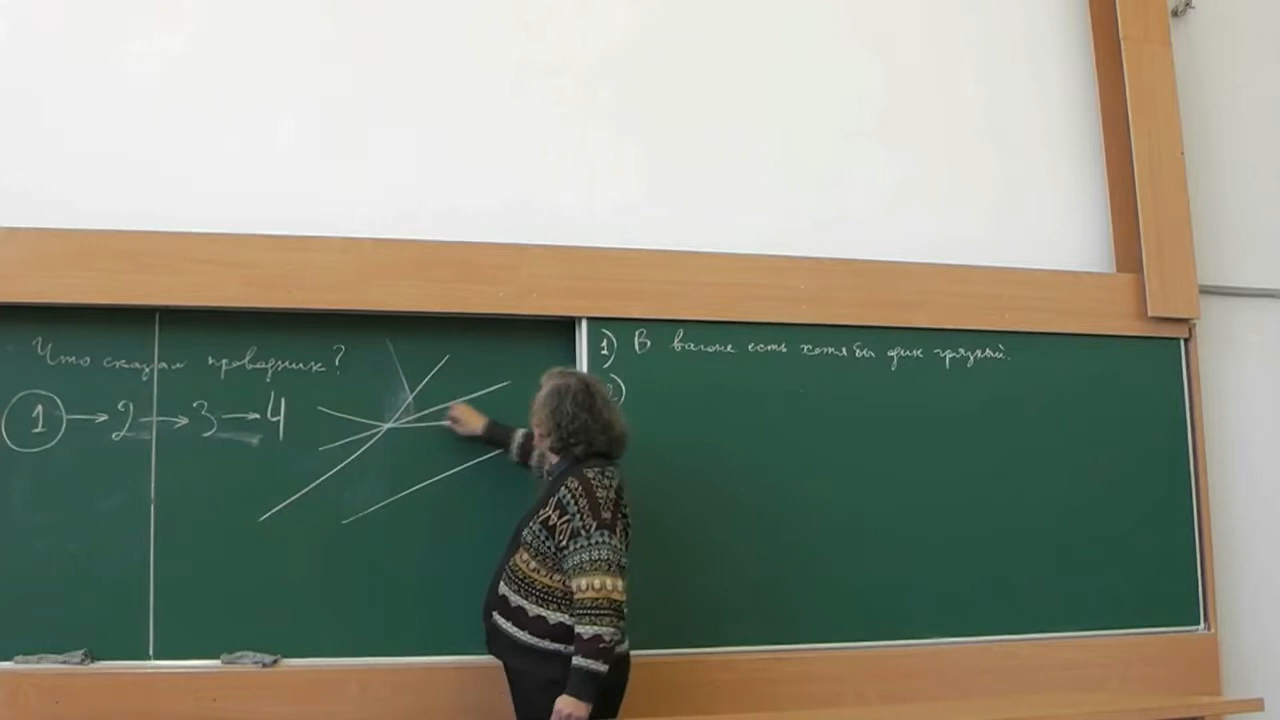 Что сказал проводник?
1 → 2 → 3 → 4
1) В вагоне есть хотя бы один грязный.
2)